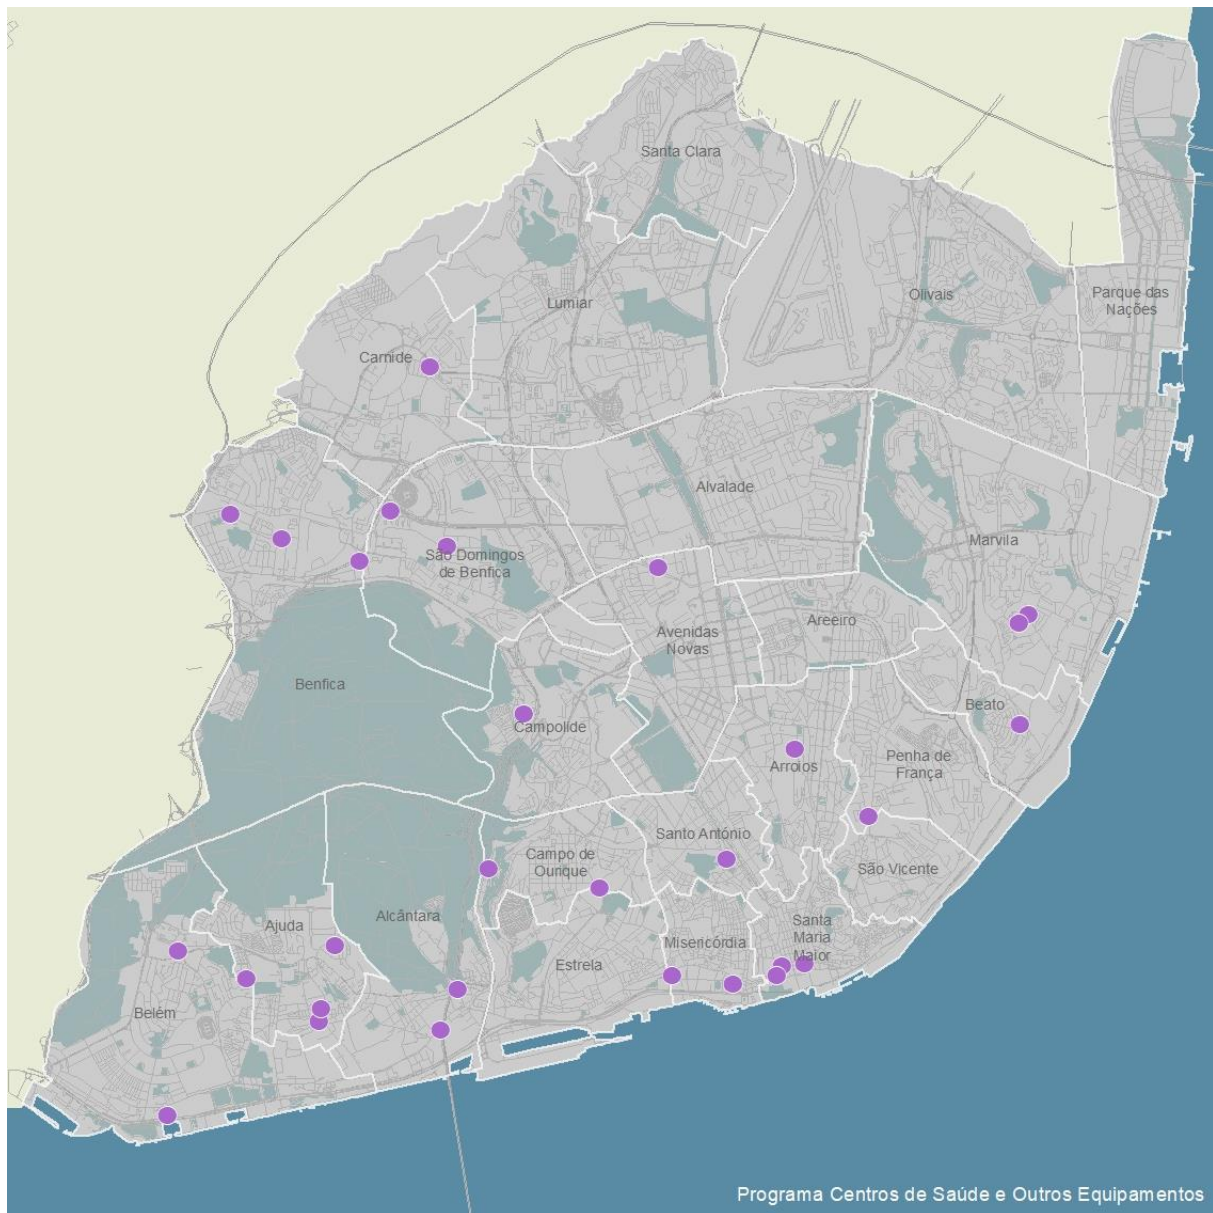 Santa Clara
Lumiar
Olivais
Parque das
Nações
Carnide
Alvalade
Marvila
São Domingos
de Benfica
Areeiro
Avenidas
Novas
Benfica
Beato
Campolide
Penha de
França
Arroios
Santo António
Campo de
Ourique
São Vicente
Alcântara
Ajuda
Santa
Maria
Maior
Misericórdia
Estrela
Belém
Programa Centros de Saúde e Outros Equipamentos